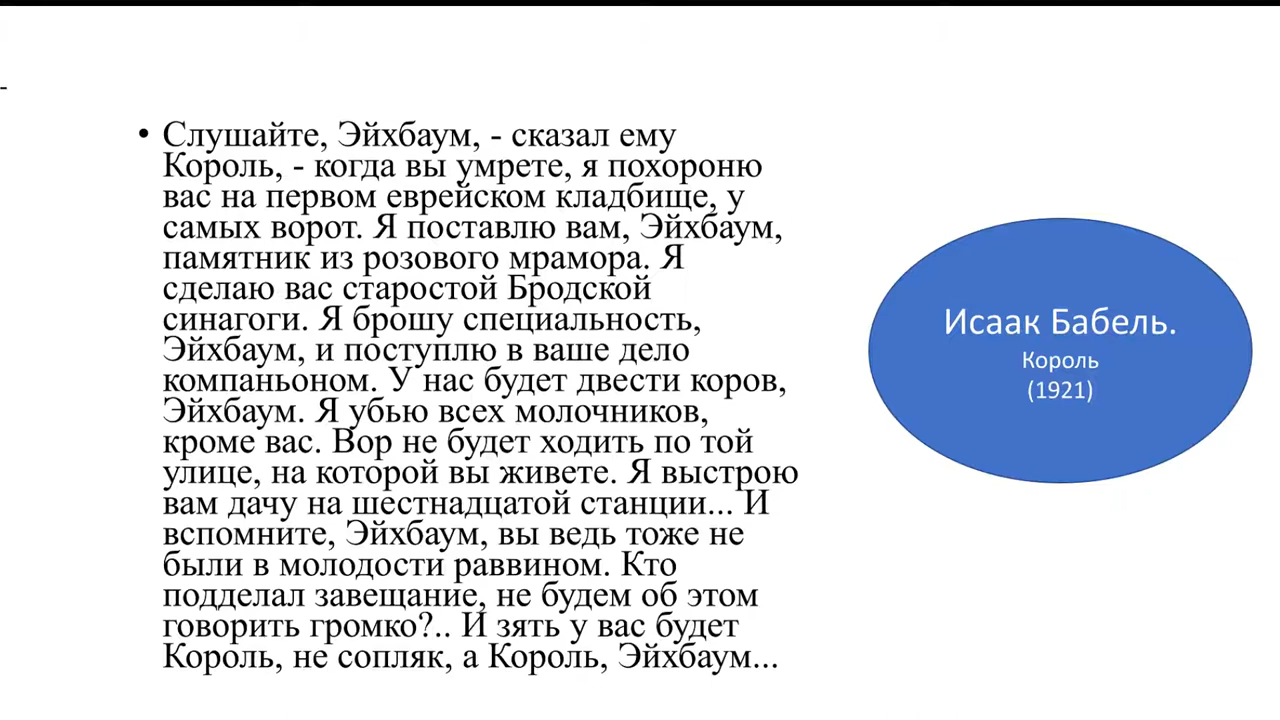 -
• Слушайте, Эйхбаум, - сказал ему
Король, - когда вы умрете, я похороню
вас на первом еврейском кладбище, у
самых ворот. Я поставлю вам, Эйхбаум,
памятник из розового мрамора. Я
сделаю вас старостой Бродской
синагоги. Я брошу специальность,
Эйхбаум, и поступлю в ваше дело
компаньоном. У нас будет двести коров,
Эйхбаум. Я убью всех молочников,
кроме вас. Вор не будет ходить по той
улице, на которой вы живете. Я выстрою
вам дачу на шестнадцатой станции... И
вспомните, Эйхбаум, вы ведь тоже не
были в молодости раввином. Кто
подделал завещание, не будем об этом
говорить громко?.. И зять у вас будет
Король, не сопляк, а Король, Эйхбаум...
Исаак Бабель.
Король
(1921)